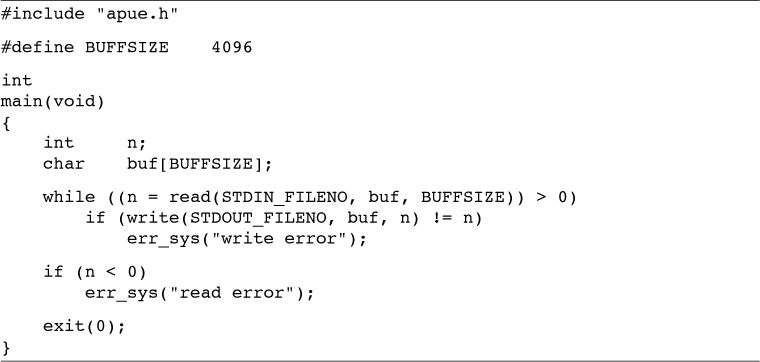 #include "apue.h"
#define BUFFSIZE    4096
int
main(void)
{
    int     n;
    char    buf[BUFFSIZE];
    while ((n = read(STDIN_FILENO, buf, BUFFSIZE)) > 0)
        if (write(STDOUT_FILENO, buf, n) != n)
            err_sys("write error");
    if (n < 0)
        err_sys("read error");
    exit(0);
}